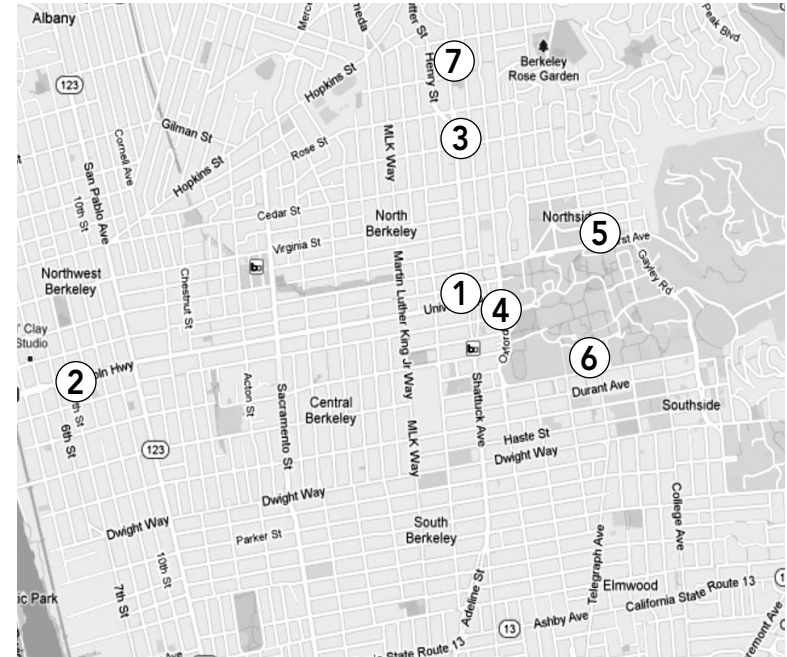 Albany
Henry St
7
Berkeley
Rose Garden
Peak Blvd
123
Hopkins St
Gilman St
Cornell Ave
San Pablo Ave
10th St
Hopkins St
Rose St
MLK Way
3
Cedar St
North
Berkeley
Northside
5
Virginia St
Gayley Rd
Northwest
Berkeley
Chestnut St
Martin Luther King Jr Way
1
4
Clay
Studio
2
Hwy
6th St
6
Durant Ave
Southside
Acton St
Sacramento St
Central
Berkeley
Shattuck Ave
MLK Way
Haste St
Dwight Way
123
Dwight Way
Dwight Way
Parker St
South
Berkeley
College Ave
Telegraph Ave
10th St
7th St
Adeline St
Elmwood
California State Route 13
Ashby Ave
13
State Route 13